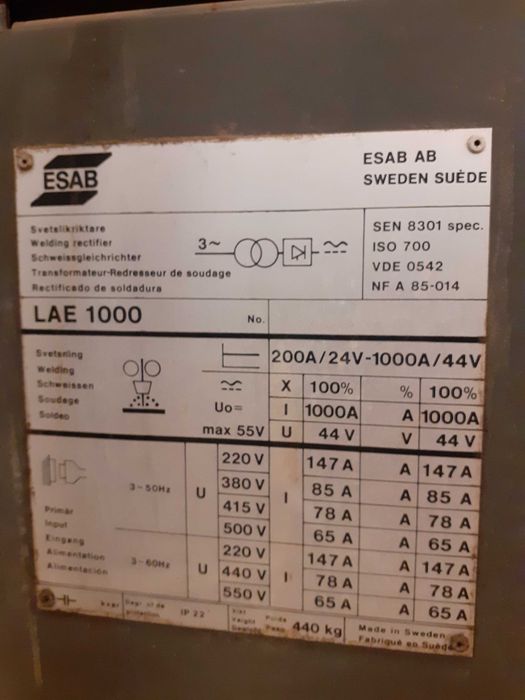 ESAB
ESAB AB
SWEDEN SUÈDE
Svetslikriktare
Welding rectifier
Schweissgleichrichter
Transformateur-Redresseur de soudage
Rectificado de soldadura
3~
SEN 8301 spec.
ISO 700
VDE 0542
NF A 85-014
LAE 1000 No.
Svetsning
Welding
Schweissen
Soudage
Soldeo
Uo=
max 55V
200A/24V-1000A/44V
X 100% % 100%
I 1000A A 1000A
U 44 V V 44 V
Primär
Input
Eingang
Alimentation
Alimentación
3~50Hz U I
220 V 147 A A 147 A
380 V 85 A A 85 A
415 V 78 A A 78 A
500 V 65 A A 65 A
3~60Hz U I
220 V 147 A A 147 A
440 V 78 A A 78 A
550 V 65 A A 65 A
IP 22
Weight
440 kg
Made in Sweden
Fabriqué en Suède